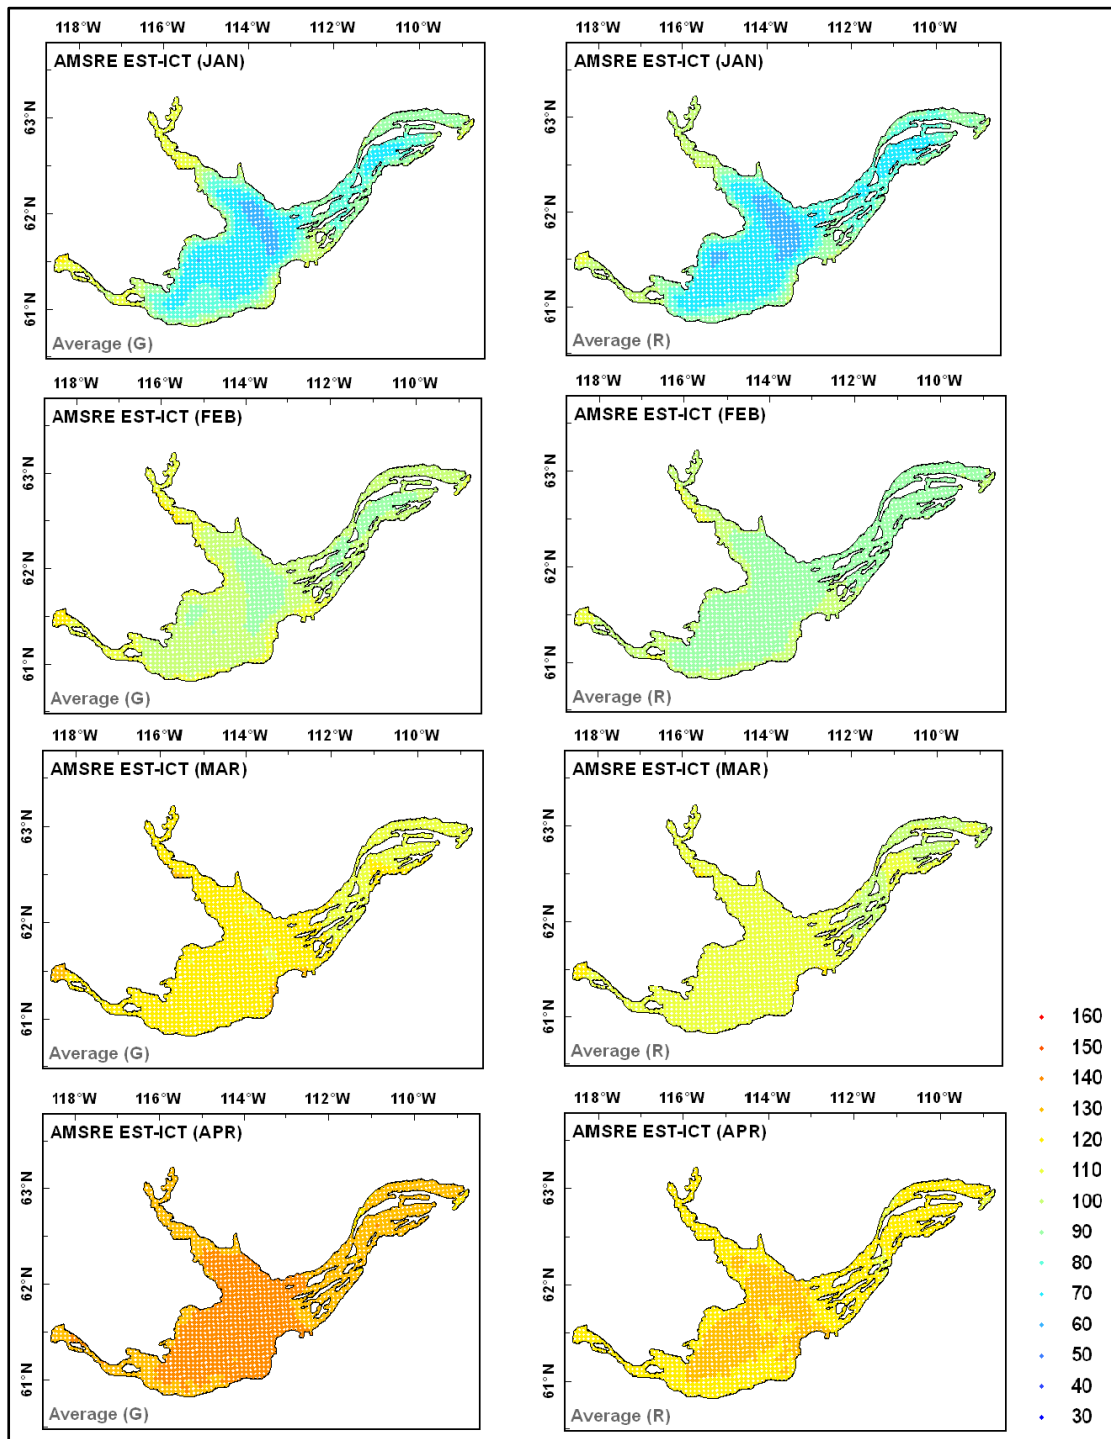 118°W 116°W 114°W 112°W 110°W
118°W 116°W 114°W 112°W 110°W
AMSRE EST-ICT (JAN)
63°N
62°N
61°N
Average (G)
AMSRE EST-ICT (JAN)
63°N
62°N
61°N
Average (R)
118°W 116°W 114°W 112°W 110°W
118°W 116°W 114°W 112°W 110°W
AMSRE EST-ICT (FEB)
63°N
62°N
61°N
Average (G)
AMSRE EST-ICT (FEB)
63°N
62°N
61°N
Average (R)
118°W 116°W 114°W 112°W 110°W
118°W 116°W 114°W 112°W 110°W
AMSRE EST-ICT (MAR)
63°N
62°N
61°N
Average (G)
AMSRE EST-ICT (MAR)
63°N
62°N
61°N
Average (R)
118°W 116°W 114°W 112°W 110°W
118°W 116°W 114°W 112°W 110°W
AMSRE EST-ICT (APR)
63°N
62°N
61°N
Average (G)
AMSRE EST-ICT (APR)
63°N
62°N
61°N
Average (R)
160
150
140
130
120
110
100
90
80
70
60
50
40
30